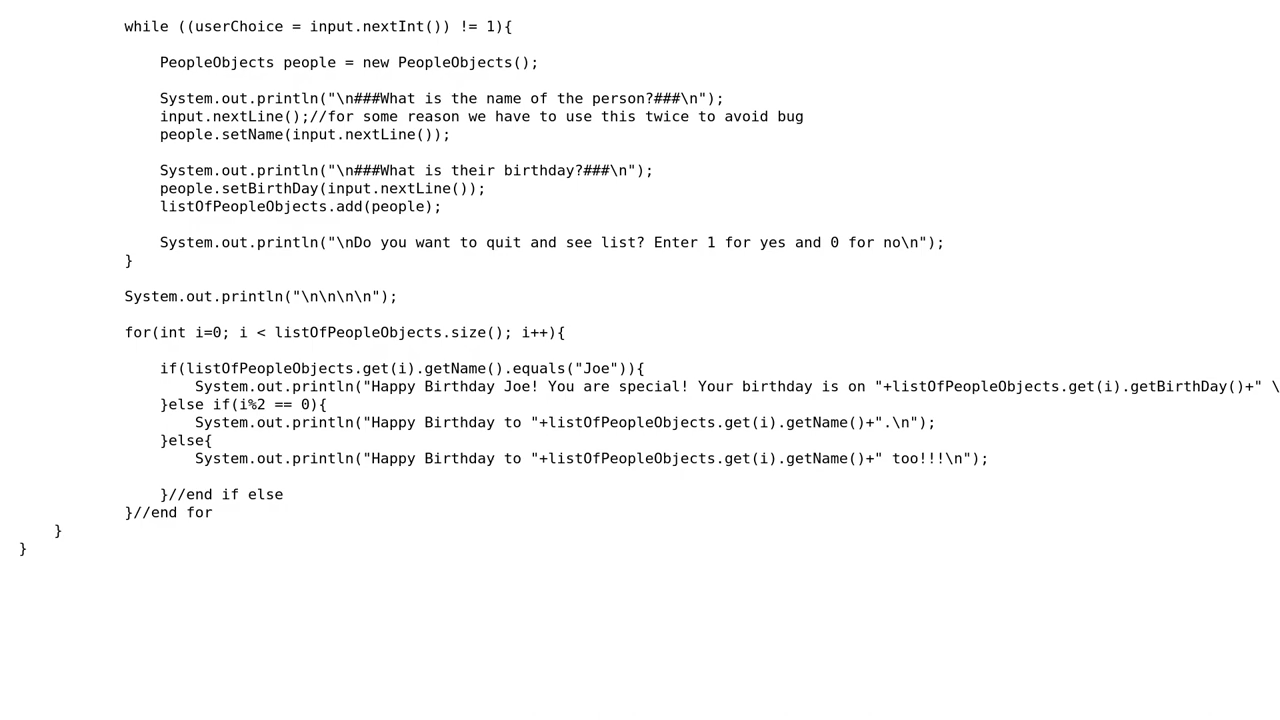 while ((userChoice = input.nextInt()) != 1){
PeopleObjects people = new PeopleObjects();
System.out.println("\n###What is the name of the person?###\n");
input.nextLine();//for some reason we have to use this twice to avoid bug
people.setName(input.nextLine());
System.out.println("\n###What is their birthday?###\n");
people.setBirthDay(input.nextLine());
listOfPeopleObjects.add(people);
System.out.println("\nDo you want to quit and see list? Enter 1 for yes and 0 for no\n");
}
System.out.println("\n\n\n\n");
for(int i=0; i < listOfPeopleObjects.size(); i++){
if(listOfPeopleObjects.get(i).getName().equals("Joe")){
System.out.println("Happy Birthday Joe! You are special! Your birthday is on "+listOfPeopleObjects.get(i).getBirthDay()+" \
}else if(i%2 == 0){
System.out.println("Happy Birthday to "+listOfPeopleObjects.get(i).getName()+".\n");
}else{
System.out.println("Happy Birthday to "+listOfPeopleObjects.get(i).getName()+" too!!!\n");
}//end if else
}//end for
}
}